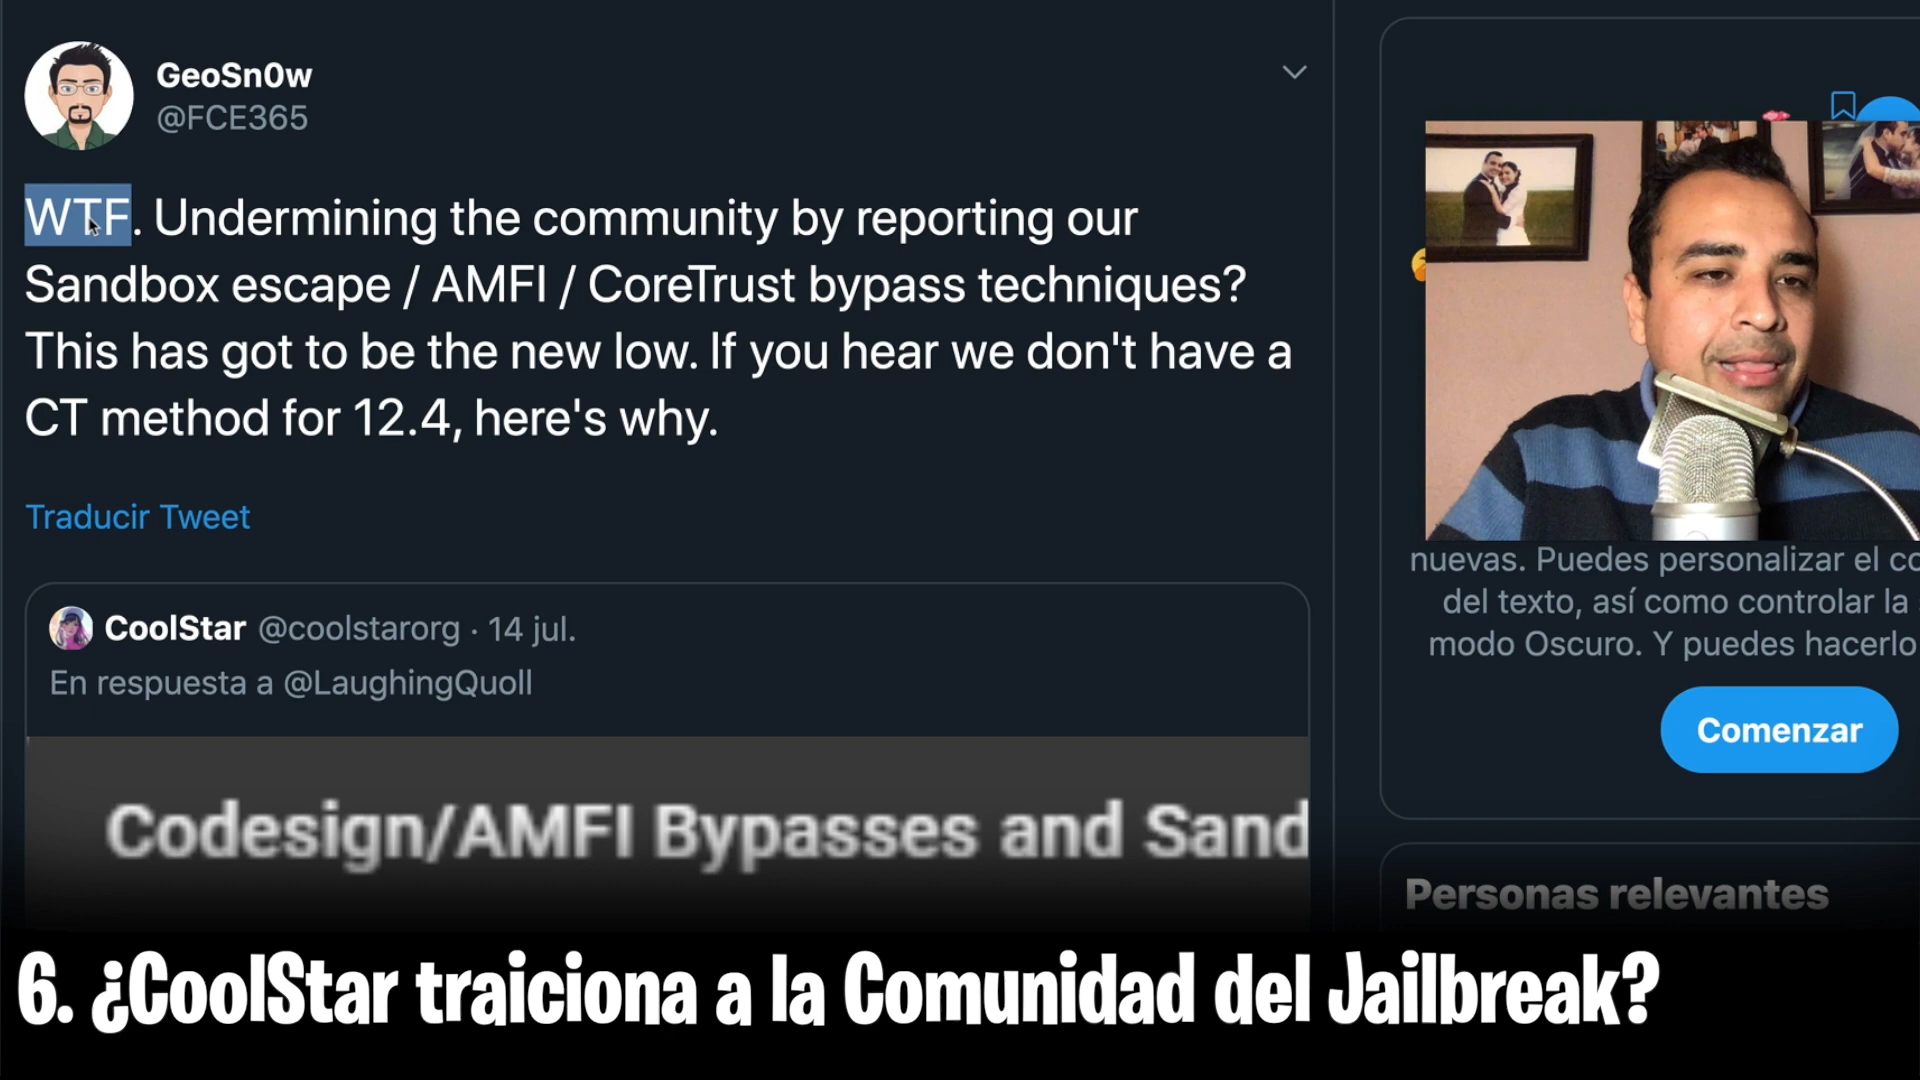 GeoSn0w
@FCE365
WTF. Undermining the community by reporting our
Sandbox escape / AMFI / CoreTrust bypass techniques?
This has got to be the new low. If you hear we don't have a
CT method for 12.4, here's why.
Traducir Tweet
CoolStar @coolstarorg · 14 jul.
En respuesta a @LaughingQuoll
Codesign/AMFI Bypasses and Sand
nuevas. Puedes personalizar el co
del texto, así como controlar la
modo Oscuro. Y puedes hacerlo
Comenzar
Personas relevantes
6. ¿CoolStar traiciona a la Comunidad del Jailbreak?